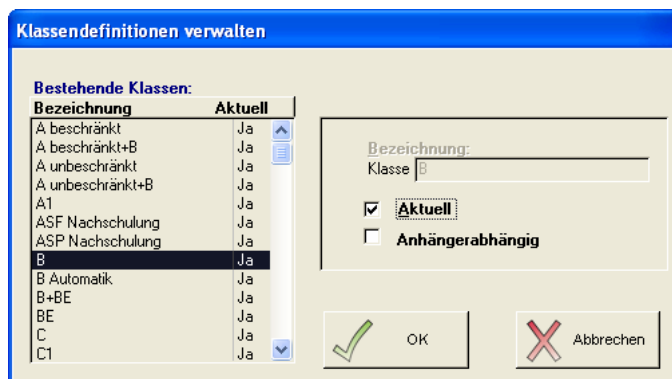 Klassendefinitionen verwalten
Bestehende Klassen:
Bezeichnung Aktuell
A beschränkt Ja
A beschränkt+B Ja
A unbeschränkt Ja
A unbeschränkt+B Ja
A1 Ja
ASF Nachschulung Ja
ASP Nachschulung Ja
B Ja
B Automatik Ja
B+BE Ja
BE Ja
C Ja
C1 Ja
Bezeichnung:
Klasse B
Aktuell
Anhängerabhängig
OK
Abbrechen